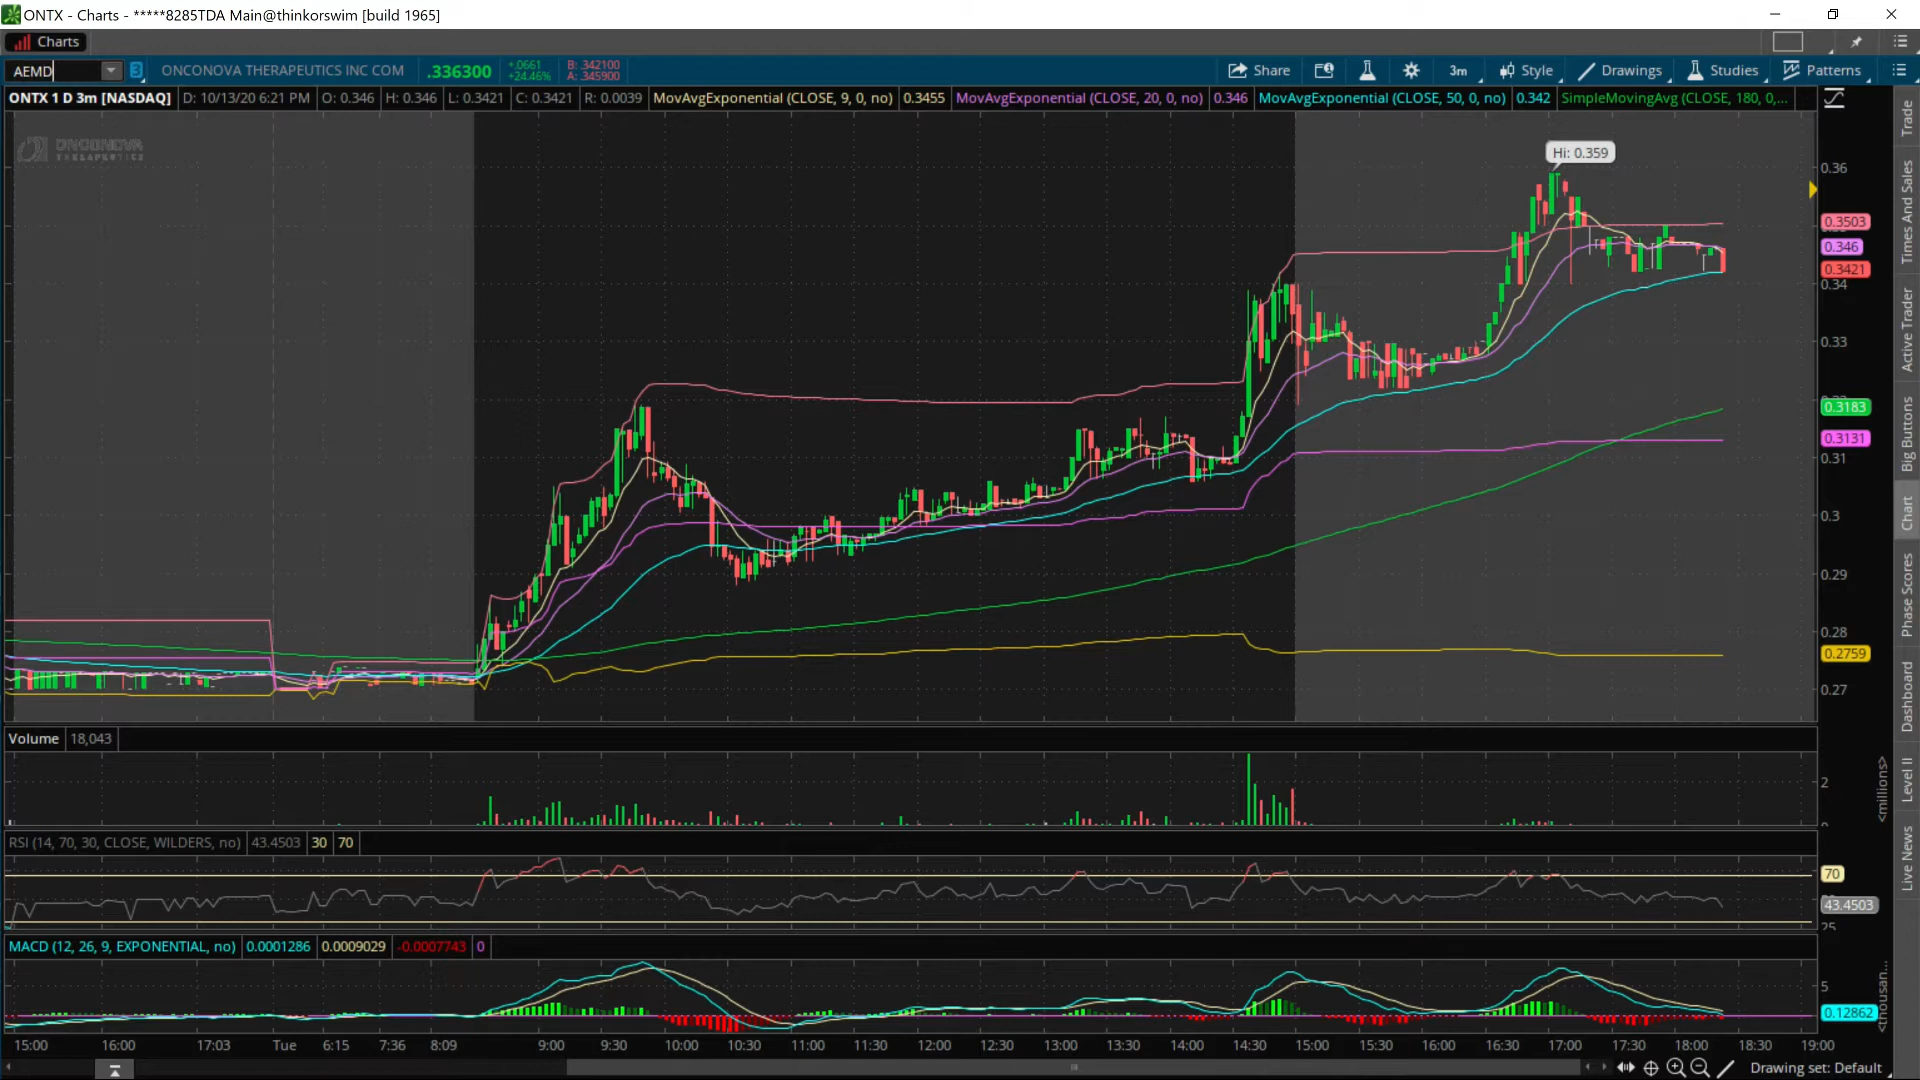 ONTX - Charts - *****8285TDA Main@thinkorswim [build 1965]
Charts
AEMD 3 ONCONOVA THERAPEUTICS INC COM .336300 +.0661 +24.46% B: .342100 A: .345900 Share 3m Style Drawings Studies Patterns
ONTX 1 D 3m [NASDAQ] D: 10/13/20 6:21 PM O: 0.346 H: 0.346 L: 0.3421 C: 0.3421 R: 0.0039 MovAvgExponential (CLOSE, 9, 0, no) 0.3455 MovAvgExponential (CLOSE, 20, 0, no) 0.346 MovAvgExponential (CLOSE, 50, 0, no) 0.342 SimpleMovingAvg (CLOSE, 180, 0,...
ONCONOVA
THERAPEUTICS
Hi: 0.359
0.36
0.3503
0.346
0.3421
0.34
0.33
0.3183
0.3131
0.31
0.3
0.29
0.28
0.2759
0.27
Volume 18,043
2
<millions>
RSI (14, 70, 30, CLOSE, WILDERS, no) 43.4503 30 70
70
43.4503
25
MACD (12, 26, 9, EXPONENTIAL, no) 0.0001286 0.0009029 -0.0007743 0
5
0.12862
<thousan...
15:00 16:00 17:03 Tue 6:15 7:36 8:09 9:00 9:30 10:00 10:30 11:00 11:30 12:00 12:30 13:00 13:30 14:00 14:30 15:00 15:30 16:00 16:30 17:00 17:30 18:00 18:30 19:00
Drawing set: Default
Trade
Times And Sales
Active Trader
Big Buttons
Chart
Phase Scores
Dashboard
Level II
Live News